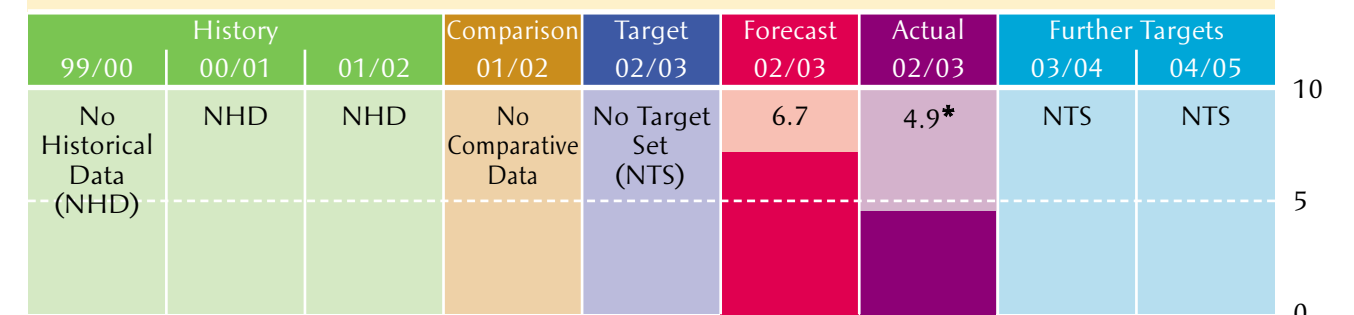 History Comparison Target Forecast Actual Further Targets
99/00 00/01 01/02 01/02 02/03 02/03 02/03 03/04 04/05
10
No NHD NHD No No Target 6.7 4.9* NTS NTS
Historical Comparative Set
Data Data (NTS)
(NHD)
5
0